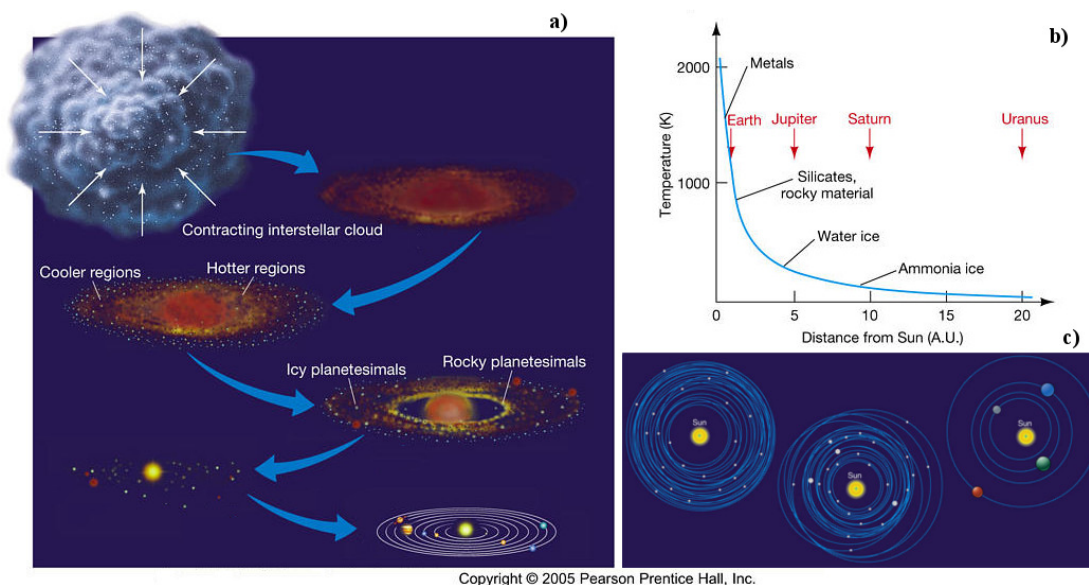 a)
Contracting interstellar cloud
Cooler regions
Hotter regions
Icy planetesimals
Rocky planetesimals
b)
Temperature (K)
2000
1000
0
Metals
Earth
Jupiter
Saturn
Uranus
Silicates,
rocky material
Water ice
Ammonia ice
0
5
10
15
20
Distance from Sun (A.U.)
c)
Sun
Sun
Sun
Copyright © 2005 Pearson Prentice Hall, Inc.